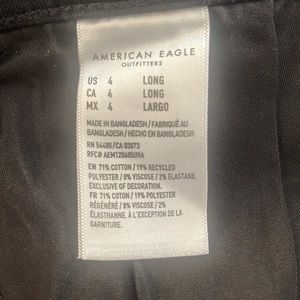 AMERICAN EAGLE
OUTFITTERS
US 4 LONG
CA 4 LONG
MX 4 LARGO
MADE IN BANGLADESH / FABRIQUÉ AU
BANGLADESH / HECHO EN BANGLADESH
RN 54485/CA 03873
RFC# AEM120605U9A
EN 71% COTTON / 19% RECYCLED
POLYESTER / 8% VISCOSE / 2% ELASTANE.
EXCLUSIVE OF DECORATION.
FR 71% COTON / 19% POLYESTER
RÉGÉNÉRÉ / 8% VISCOSE / 2%
ÉLASTHANNE. À L'EXCEPTION DE LA
GARNITURE.